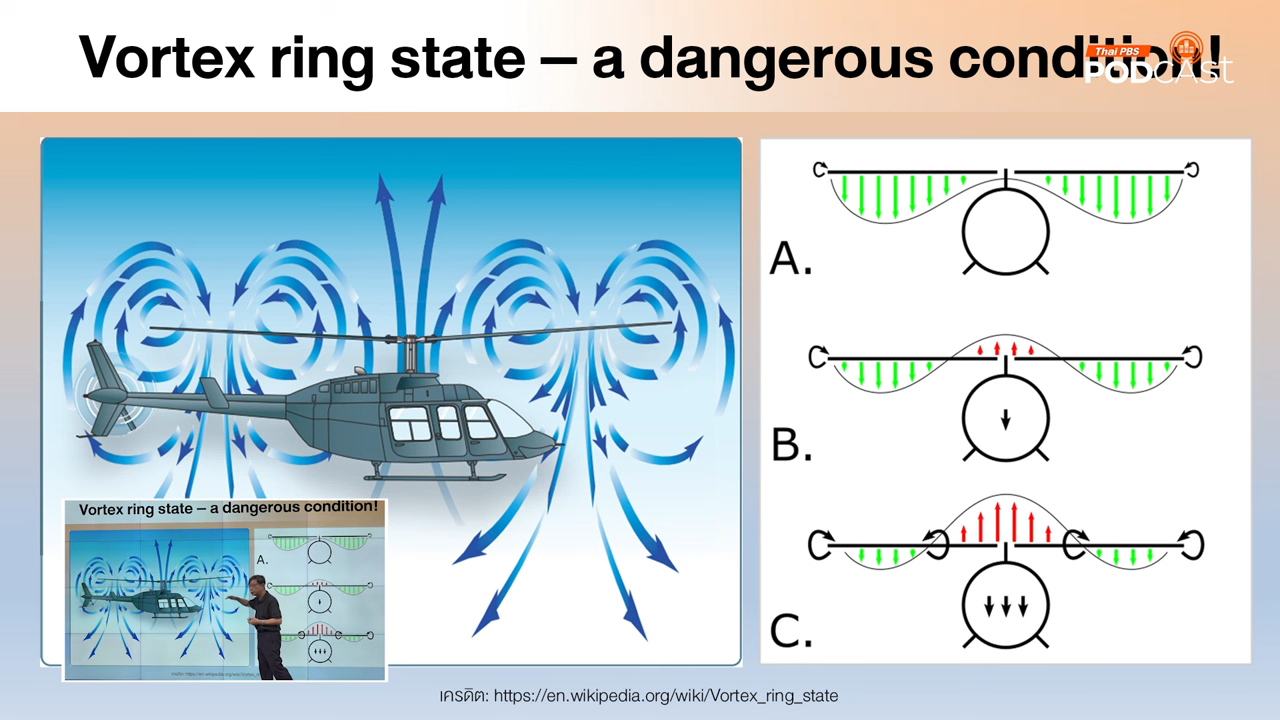 Vortex ring state – a dangerous condition!
Thai PBS
PODCAST
A.
B.
C.
Vortex ring state – a dangerous condition!
A.
เครดิต: https://en.wikipedia.org/wiki/Vortex_ring_state